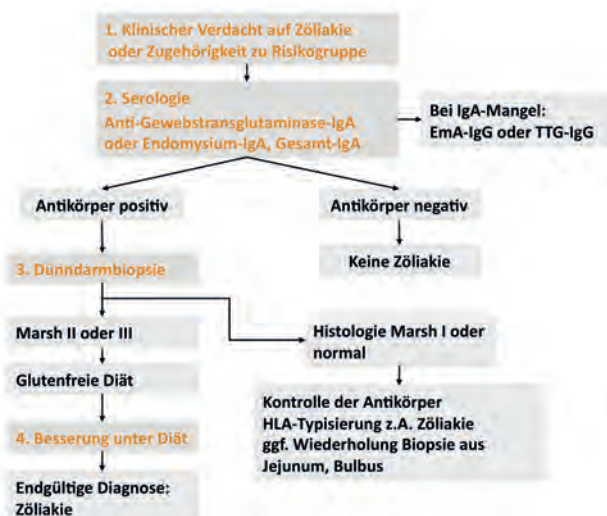 1. Klinischer Verdacht auf Zöliakie
oder Zugehörigkeit zu Risikogruppe
2. Serologie
Anti-Gewebstransglutaminase-IgA
oder Endomysium-IgA, Gesamt-IgA
Bei IgA-Mangel:
EmA-IgG oder TTG-IgG
Antikörper positiv
Antikörper negativ
Keine Zöliakie
3. Dünndarmbiopsie
Marsh II oder III
Histologie Marsh I oder
normal
Glutenfreie Diät
Kontrolle der Antikörper
HLA-Typisierung z.A. Zöliakie
ggf. Wiederholung Biopsie aus
Jejunum, Bulbus
4. Besserung unter Diät
Endgültige Diagnose:
Zöliakie